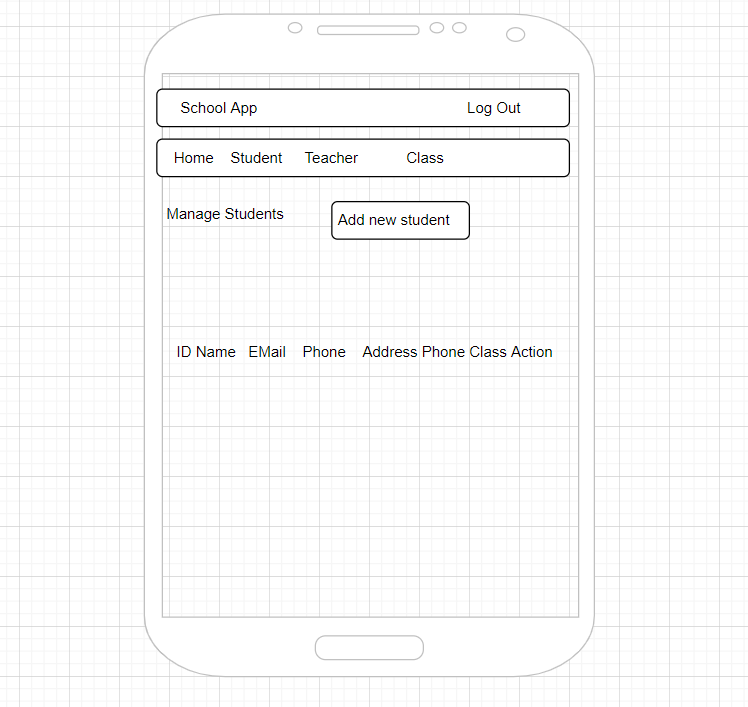 School App Log Out
Home Student Teacher Class
Manage Students Add new student
ID Name EMail Phone Address Phone Class Action